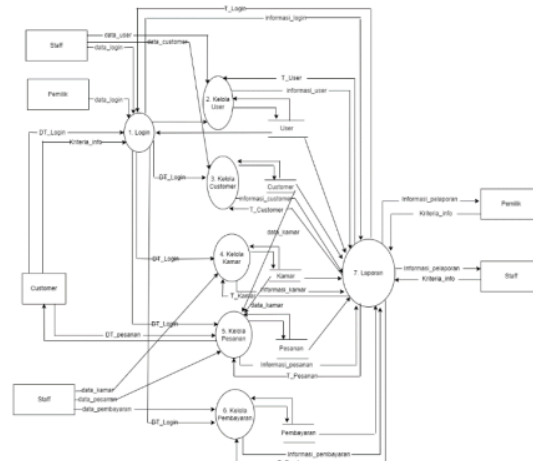 T_Login
informasi_login
data_user
Staff
data_customer
data_login
T_User
informasi_user
2. Kelola
User
Pemilik
data_login
User
DT_Login
1. Login
Kriteria_info
3. Kelola
Customer
DT_Login
Customer
informasi_customer
T_Customer
Informasi_pelaporan
Pemilik
Kriteria_info
data_kamar
4. Kelola
Kamar
DT_Login
Kamar
7. Laporan
Informasi_pelaporan
Staff
Kriteria_info
informasi_kamar
T_Kamar
Customer
data_kamar
DT_Login
5. Kelola
Pesanan
DT_pesanan
Pesanan
Informasi_pesanan
T_Pesanan
Staff
data_kamar
data_pesanan
data_pembayaran
6. Kelola
Pembayaran
DT_Login
Pembayaran
Informasi_pembayaran